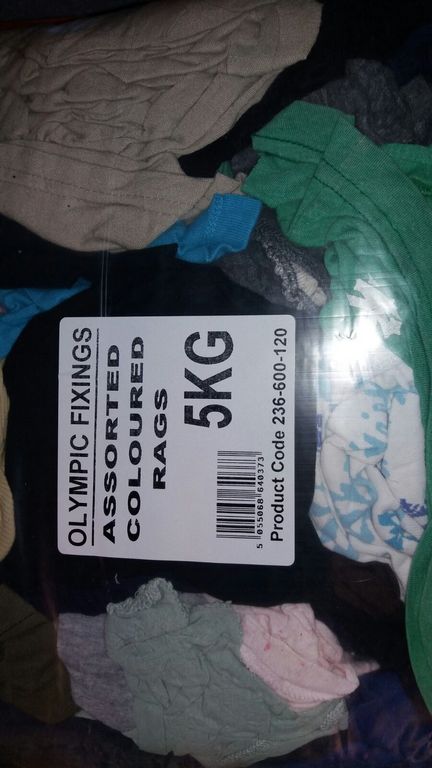 OLYMPIC FIXINGS
ASSORTED
COLOURED
RAGS
5KG
5 055068 640373
Product Code 236-600-120